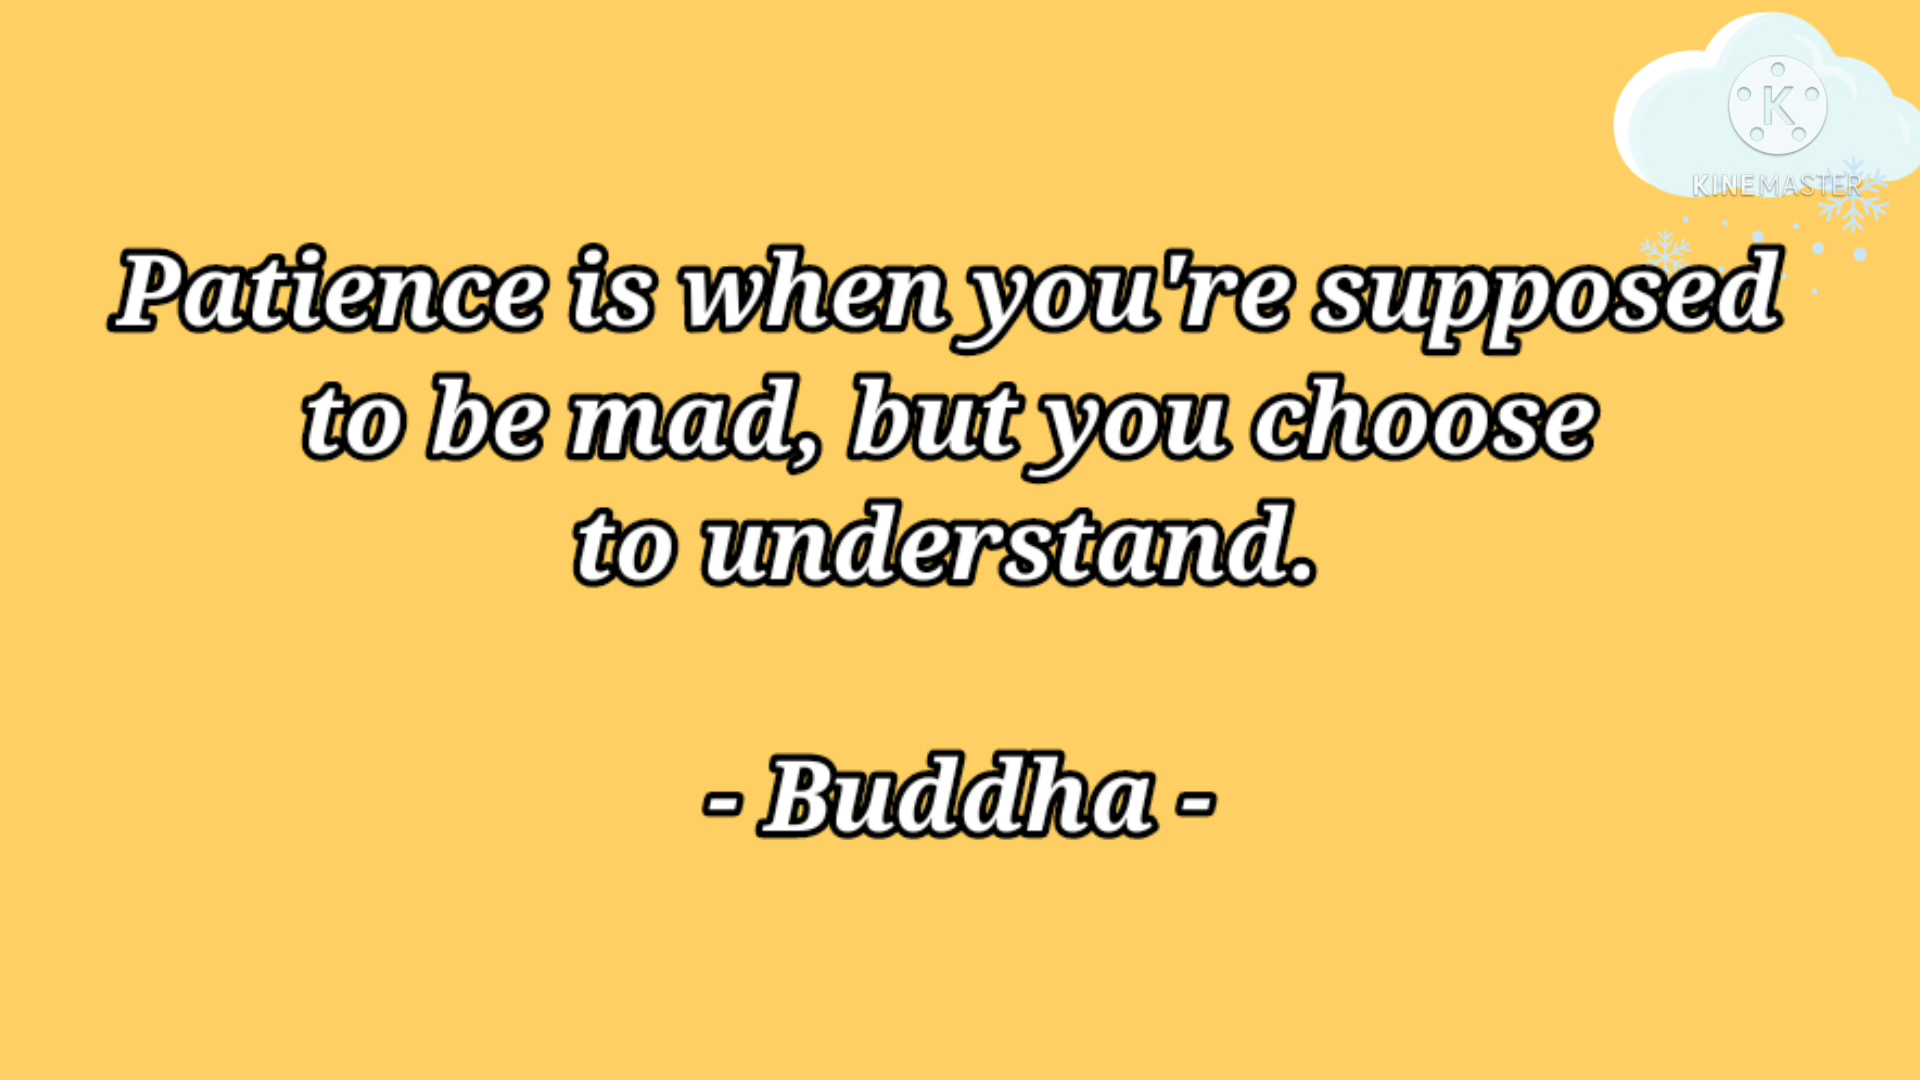 K
KINEMASTER
Patience is when you're supposed
to be mad, but you choose
to understand.
- Buddha -